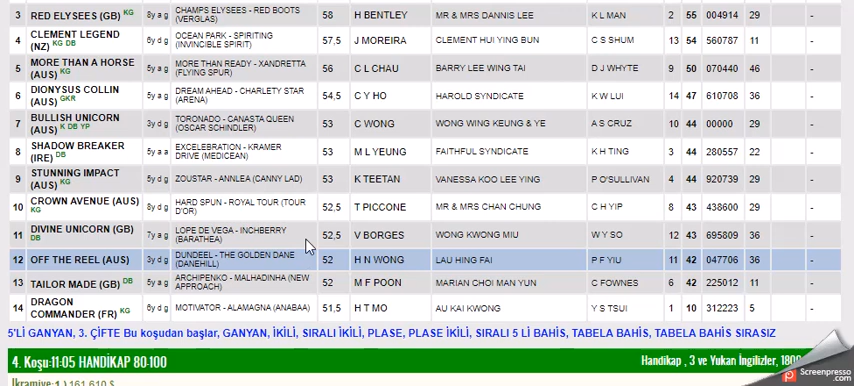 3 RED ELYSEES (GB) KG 8y a g CHAMPS ELYSEES - RED BOOTS (VERGLAS) 58 H BENTLEY MR & MRS DANNIS LEE K L MAN 2 55 004914 29 -
4 CLEMENT LEGEND (NZ) KG DB 6y d g OCEAN PARK - SPIRITING (INVINCIBLE SPIRIT) 57,5 J MOREIRA CLEMENT HUI YING BUN C S SHUM 13 54 560787 11 -
5 MORE THAN A HORSE (AUS) KG 5y a g MORE THAN READY - XANDRETTA (FLYING SPUR) 56 C L CHAU BARRY LEE WING TAI D J WHYTE 9 50 070440 46 -
6 DIONYSUS COLLIN (AUS) GKR 5y a g DREAM AHEAD - CHARLETY STAR (ARENA) 54,5 C Y HO HAROLD SYNDICATE K W LUI 14 47 610708 36 -
7 BULLISH UNICORN (AUS) K DB YP 3y d g TORONADO - CANASTA QUEEN (OSCAR SCHINDLER) 53 C WONG WONG WING KEUNG & YE A S CRUZ 10 44 00000 29 -
8 SHADOW BREAKER (IRE) DB 5y a a EXCELEBRATION - KRAMER DRIVE (MEDICEAN) 53 M L YEUNG FAITHFUL SYNDICATE K H TING 3 44 280557 22 -
9 STUNNING IMPACT (AUS) KG 5y d g ZOUSTAR - ANNLEA (CANNY LAD) 53 K TEETAN VANESSA KOO LEE YING P O'SULLIVAN 4 44 920739 29 -
10 CROWN AVENUE (AUS) KG 8y d g HARD SPUN - ROYAL TOUR (TOUR D'OR) 52,5 T PICCONE MR & MRS CHAN CHUNG C H YIP 8 43 438600 29 -
11 DIVINE UNICORN (GB) DB 7y a g LOPE DE VEGA - INCHBERRY (BARATHEA) 52,5 V BORGES WONG KWONG MIU W Y SO 12 43 695809 36 -
12 OFF THE REEL (AUS) 3y d g DUNDEEL - THE GOLDEN DANE (DANEHILL) 52 H N WONG LAU HING FAI P F YIU 11 42 047706 36 -
13 TAILOR MADE (GB) DB 5y a g ARCHIPENKO - MALHADINHA (NEW APPROACH) 52 M F POON MARIAN CHOI MAN YUN C FOWNES 6 42 225012 11 -
14 DRAGON COMMANDER (FR) KG 6y d g MOTIVATOR - ALAMAGNA (ANABAA) 51,5 H T MO AU KAI KWONG Y S TSUI 1 10 312223 5 -
5'Lİ GANYAN, 3. ÇİFTE Bu koşudan başlar, GANYAN, İKİLİ, SIRALI İKİLİ, PLASE, PLASE İKİLİ, SIRALI 5 Lİ BAHİS, TABELA BAHİS, TABELA BAHİS SIRASIZ
4. Koşu:11-05 HANDİKAP 80-100 Handikap , 3 ve Yukarı İngilizler, 1800
İkramiye: 1.) 161.610 $
Screenpresso
.com